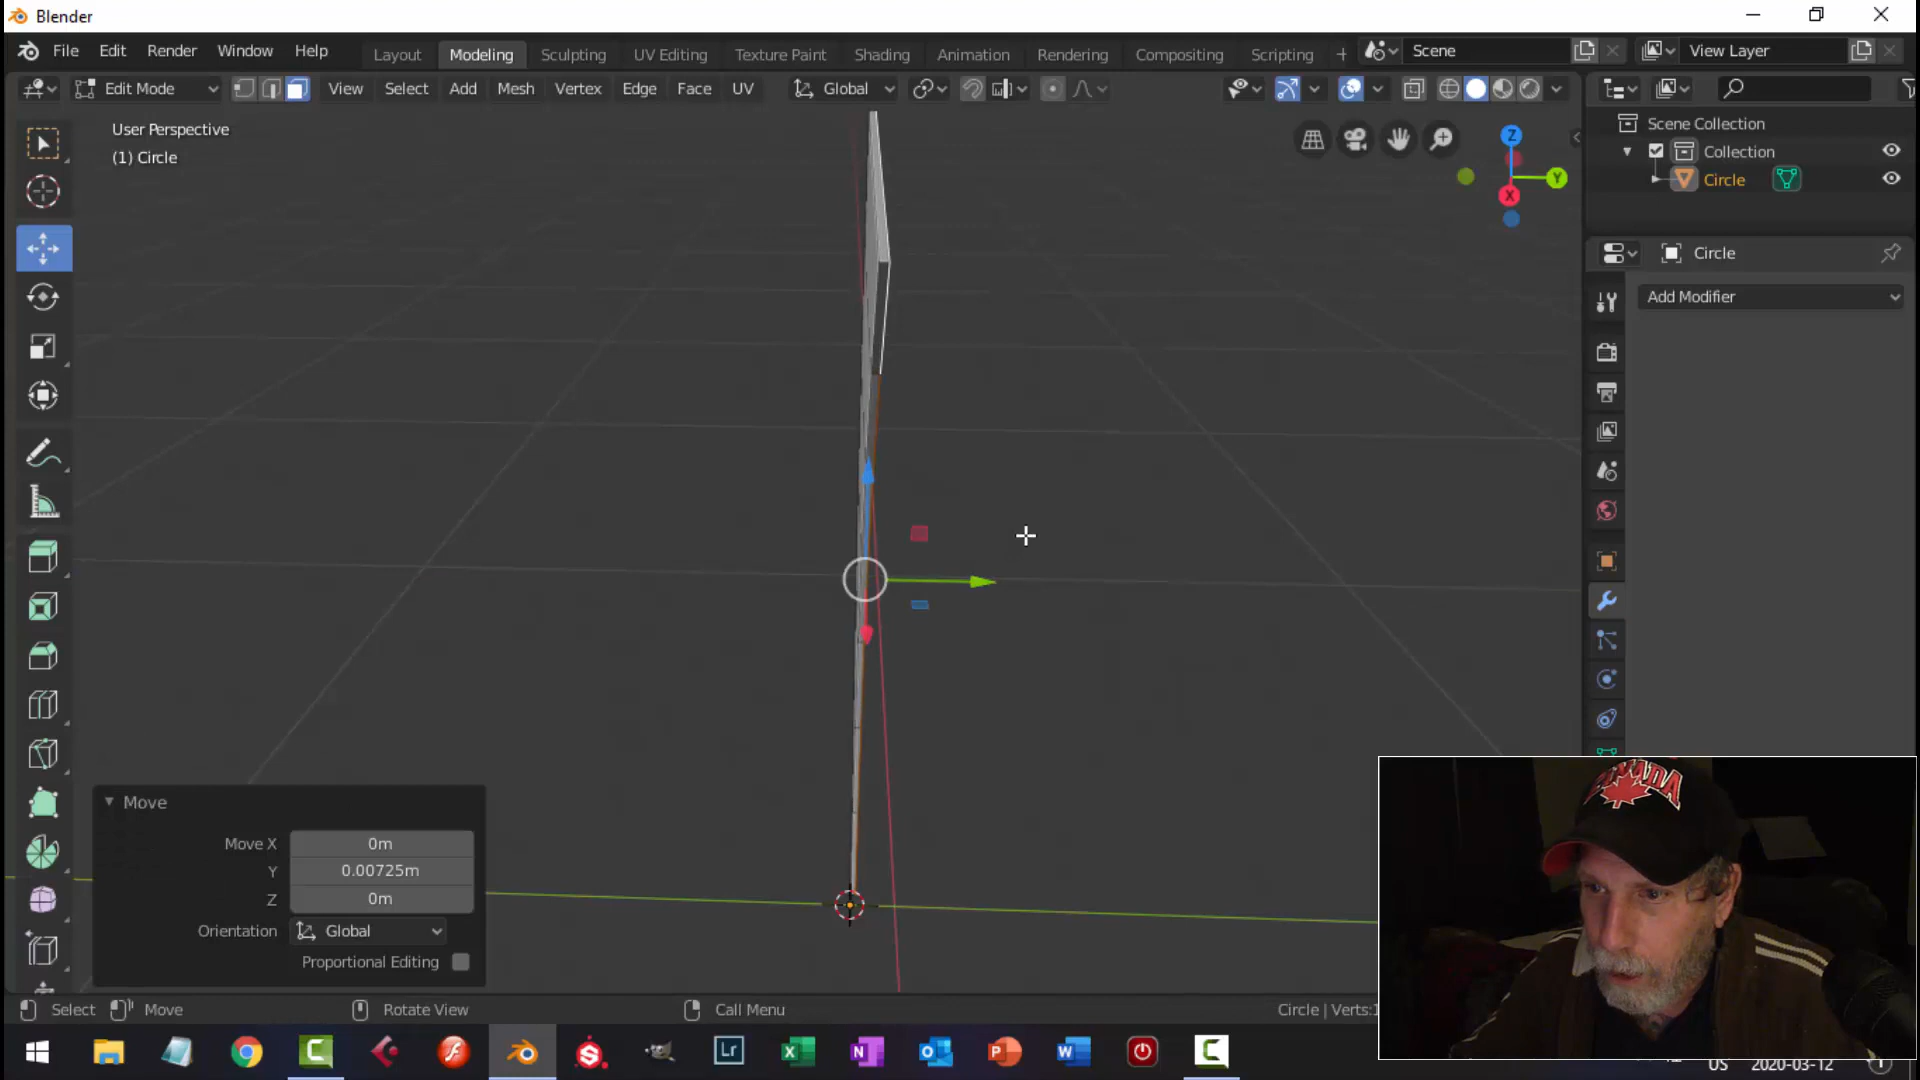 Blender
File Edit Render Window Help
Layout Modeling Sculpting UV Editing Texture Paint Shading Animation Rendering Compositing Scripting +
Scene
View Layer
Edit Mode
View Select Add Mesh Vertex Edge Face UV
Global
User Perspective
(1) Circle
Z
Y
X
Scene Collection
Collection
Circle
Circle
Add Modifier
Move
Move X 0m
Y 0.00725m
Z 0m
Orientation Global
Proportional Editing
Select Move Rotate View Call Menu
Circle | Verts:1
CANADA
Lr
US 2020-03-12